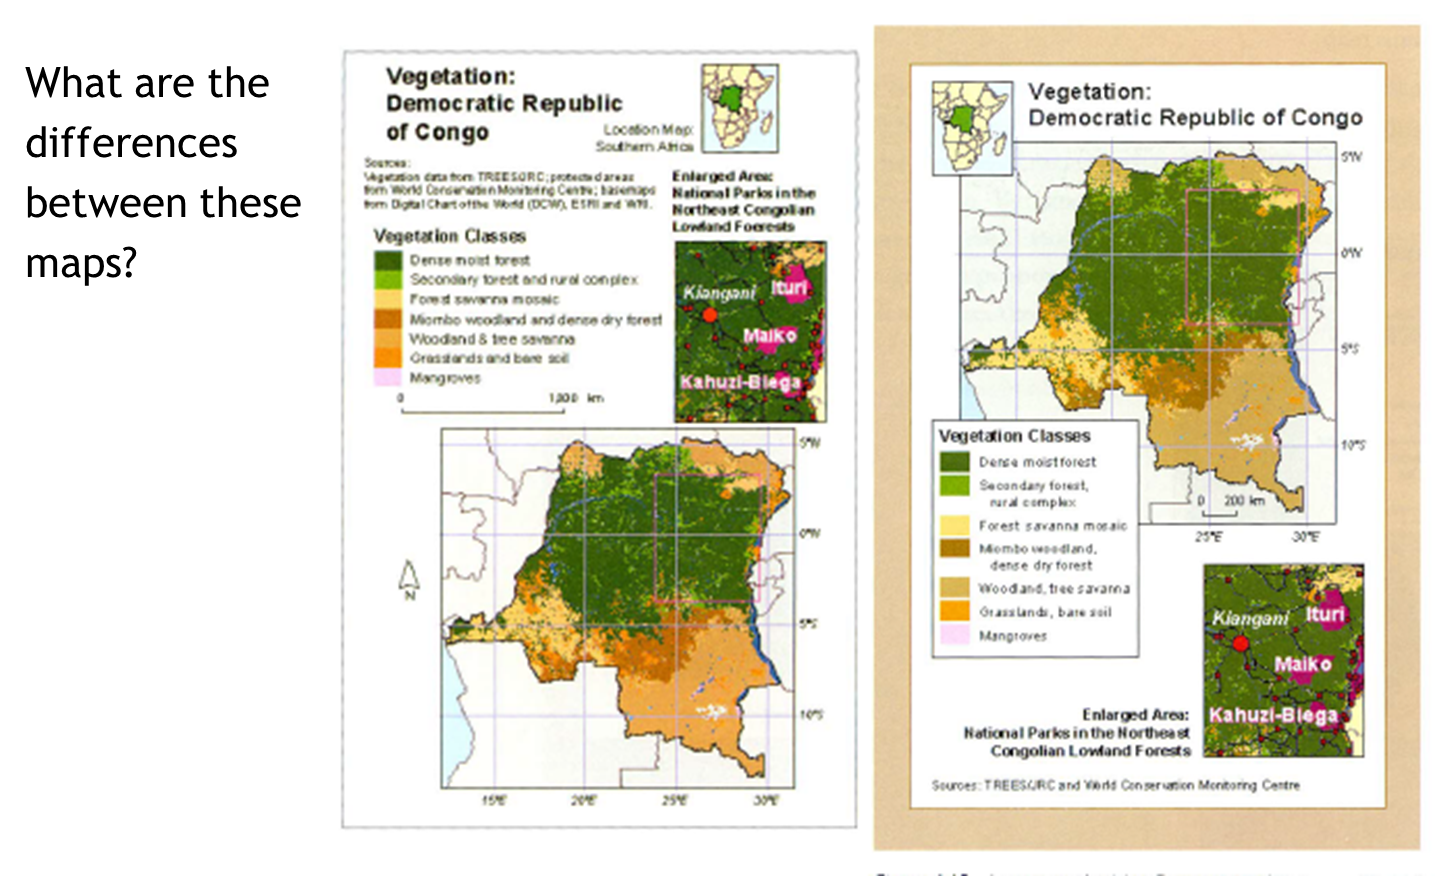 What are the
differences
between these
maps?
Vegetation:
Democratic Republic
of Congo
Location Map:
Southern Africa
Sources:
Vegetation data from TREES/JRC; protected areas
from World Conservation Monitoring Centre; basemaps
from Digital Chart of the World (DCW), ESRI and WRI.
Enlarged Area:
National Parks in the
Northeast Congolian
Lowland Foerests
Vegetation Classes
Dense moist forest
Secondary forest and rural complex
Forest savanna mosaic
Miombo woodland and dense dry forest
Woodland & tree savanna
Grasslands and bare soil
Mangroves
0 1,000 km
Kiangani
Ituri
Maiko
Kahuzi-Biega
5°N
0°N
5°S
10°S
N
15°E 20°E 25°E 30°E
Vegetation:
Democratic Republic of Congo
5°N
0°N
5°S
10°S
0 200 km
25°E 30°E
Vegetation Classes
Dense moist forest
Secondary forest,
rural complex
Forest savanna mosaic
Miombo woodland,
dense dry forest
Woodland, tree savanna
Grasslands, bare soil
Mangroves
Kiangani
Ituri
Maiko
Kahuzi-Biega
Enlarged Area:
National Parks in the Northeast
Congolian Lowland Forests
Sources: TREES/JRC and World Conservation Monitoring Centre